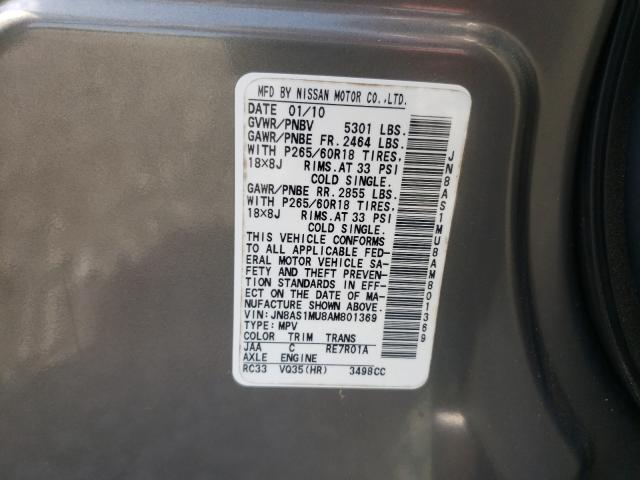 MFD BY NISSAN MOTOR CO.,LTD.
DATE 01/10
GVWR/PNBV 5301 LBS.
GAWR/PNBE FR. 2464 LBS.
WITH P265/60R18 TIRES,
18X8J RIMS.AT 33 PSI
COLD SINGLE.
GAWR/PNBE RR. 2855 LBS.
WITH P265/60R18 TIRES,
18X8J RIMS.AT 33 PSI
COLD SINGLE.
THIS VEHICLE CONFORMS
TO ALL APPLICABLE FED-
ERAL MOTOR VEHICLE SA-
FETY AND THEFT PREVEN-
TION STANDARDS IN EFF-
ECT ON THE DATE OF MA-
NUFACTURE SHOWN ABOVE.
VIN: JN8AS1MU8AM801369
TYPE: MPV
COLOR TRIM TRANS
JAA C RE7R01A
AXLE ENGINE
RC33 VQ35(HR) 3498CC
JN8AS1MU8AM801369